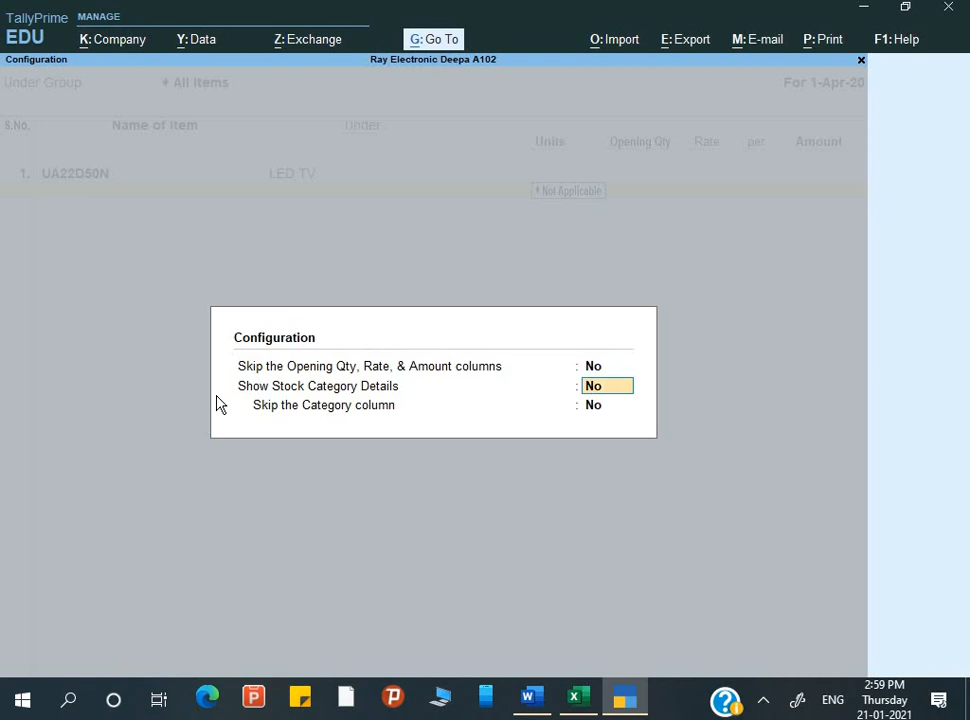 TallyPrime MANAGE
EDU K:Company Y:Data Z:Exchange G:Go To O:Import E:Export M:E-mail P:Print F1:Help
Configuration Ray Electronic Deepa A102
Under Group ♦ All Items For 1-Apr-20
S.No. Name of Item Under
Units Opening Qty Rate per Amount
1. UA22D50N LED TV
♦ Not Applicable
Configuration
Skip the Opening Qty, Rate, & Amount columns : No
Show Stock Category Details : No
Skip the Category column : No
2:59 PM
ENG Thursday
21-01-2021